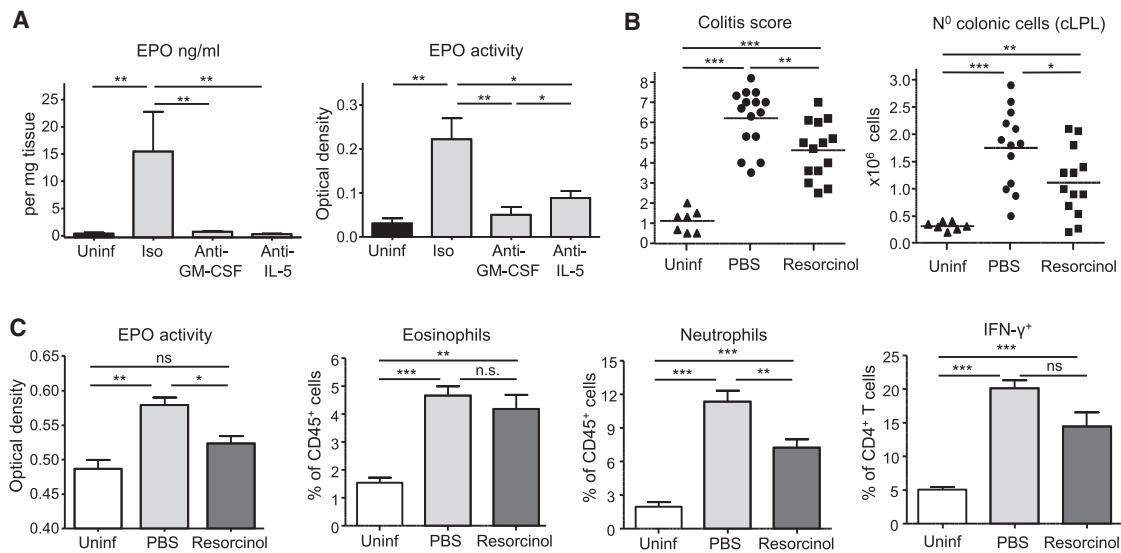 A
EPO ng/ml
per mg tissue
25
20
15
10
5
0
** **
**
Uninf Iso Anti-GM-CSF Anti-IL-5
EPO activity
Optical density
0.3
0.2
0.1
0.0
** *
** *
Uninf Iso Anti-GM-CSF Anti-IL-5
B
Colitis score
9
8
7
6
5
4
3
2
1
0
***
*** **
Uninf PBS Resorcinol
N⁰ colonic cells (cLPL)
x10⁶ cells
3.0
2.5
2.0
1.5
1.0
0.5
0.0
**
*** *
Uninf PBS Resorcinol
C
EPO activity
Optical density
0.65
0.60
0.55
0.50
0.45
0.40
ns
** *
Uninf PBS Resorcinol
Eosinophils
% of CD45⁺ cells
6
5
4
3
2
1
0
**
*** n.s.
Uninf PBS Resorcinol
Neutrophils
% of CD45⁺ cells
15
12
9
6
3
0
***
*** **
Uninf PBS Resorcinol
IFN-γ⁺
% of CD4⁺ T cells
25
20
15
10
5
0
***
*** ns
Uninf PBS Resorcinol